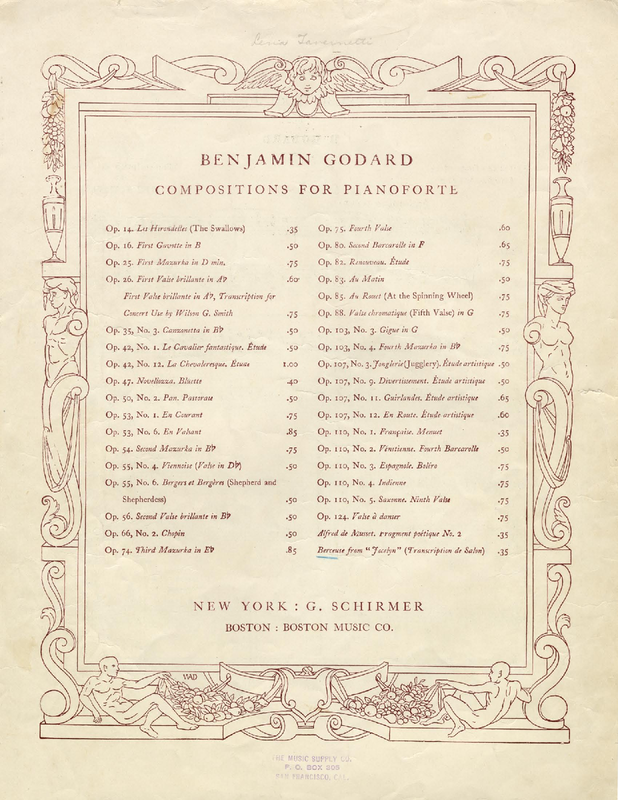 BENJAMIN GODARD
COMPOSITIONS FOR PIANOFORTE
Op. 14. Les Hirondelles (The Swallows) .35
Op. 16. First Gavotte in B .50
Op. 25. First Mazurka in D min. .75
Op. 26. First Valse brillante in A♭ .60
First Valse brillante in A♭, Transcription for
Concert Use by Wilson G. Smith .75
Op. 35, No. 3. Canzonetta in B♭ .50
Op. 42, No. 1. Le Cavalier fantastique. Étude .50
Op. 42, No. 12. La Chevaleresque. Étude 1.00
Op. 47. Novellozza. Bluette .40
Op. 50, No. 2. Pan. Pastorale .50
Op. 53, No. 1. En Courant .75
Op. 53, No. 6. En Valsant .85
Op. 54. Second Mazurka in B♭ .75
Op. 55, No. 4. Viennoise (Valse in D♭) .50
Op. 55, No. 6. Bergers et Bergères (Shepherd and
Shepherdess) .50
Op. 56. Second Valse brillante in B♭ .50
Op. 66, No. 2. Chopin .50
Op. 74. Third Mazurka in E♭ .85
Op. 75. Fourth Valse .60
Op. 80. Second Barcarolle in F .65
Op. 82. Renouveau. Étude .75
Op. 83. Au Matin .50
Op. 85. Au Rouet (At the Spinning Wheel) .75
Op. 88. Valse chromatique (Fifth Valse) in G .75
Op. 103, No. 3. Gigue in G .50
Op. 103, No. 4. Fourth Mazurka in B♭ .75
Op. 107, No. 3. Jonglerie (Jugglery). Étude artistique .50
Op. 107, No. 9. Divertissement. Étude artistique .50
Op. 107, No. 11. Guirlandes. Étude artistique .65
Op. 107, No. 12. En Route. Étude artistique .60
Op. 110, No. 1. Française. Menuet .35
Op. 110, No. 2. Vénitienne. Fourth Barcarolle .50
Op. 110, No. 3. Espagnole. Boléro .75
Op. 110, No. 4. Indienne .75
Op. 110, No. 5. Saxonne. Ninth Valse .75
Op. 124. Valse à danser .75
Alfred de Musset. Fragment poétique No. 2 .35
Berceuse from "Jocelyn" (Transcription de Salon) .35
NEW YORK : G. SCHIRMER
BOSTON : BOSTON MUSIC CO.
WAD
THE MUSIC SUPPLY CO.
P. O. BOX 306
SAN FRANCISCO, CAL.